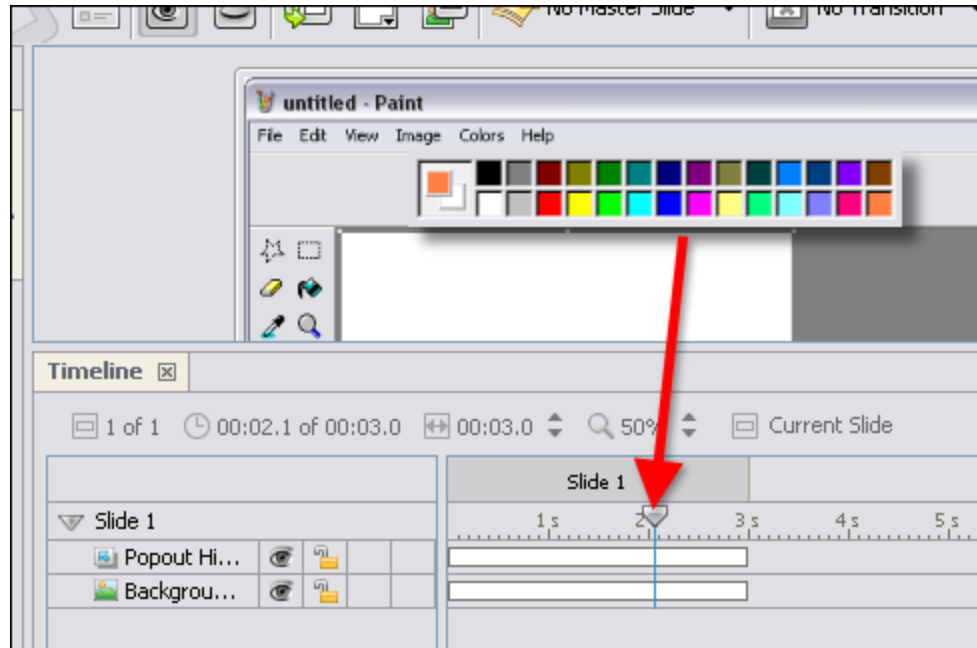 No Master Slide No Transition
untitled - Paint
File Edit View Image Colors Help
Timeline
1 of 1 00:02.1 of 00:03.0 00:03.0 50% Current Slide
Slide 1
Slide 1 1 s 2 3 s 4 s 5 s
Popout Hi...
Backgrou...